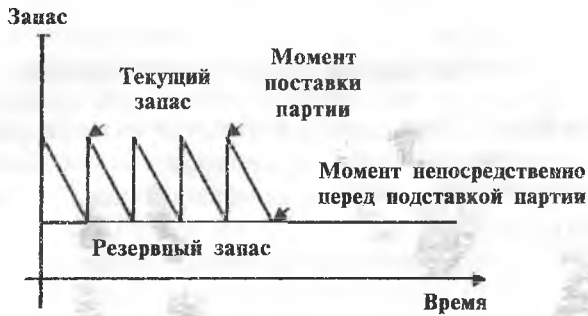 Запас
Текущий
запас
Момент
поставки
партии
Момент непосредственно
перед подставкой партии
Резервный запас
Время